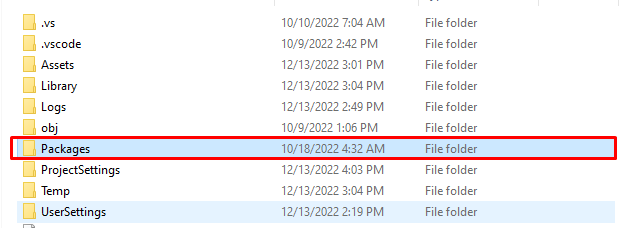 .vs 10/10/2022 7:04 AM File folder
.vscode 10/9/2022 2:42 PM File folder
Assets 12/13/2022 3:01 PM File folder
Library 12/13/2022 3:04 PM File folder
Logs 12/13/2022 2:49 PM File folder
obj 10/9/2022 1:06 PM File folder
Packages 10/18/2022 4:32 AM File folder
ProjectSettings 12/13/2022 4:03 PM File folder
Temp 12/13/2022 3:04 PM File folder
UserSettings 12/13/2022 2:19 PM File folder